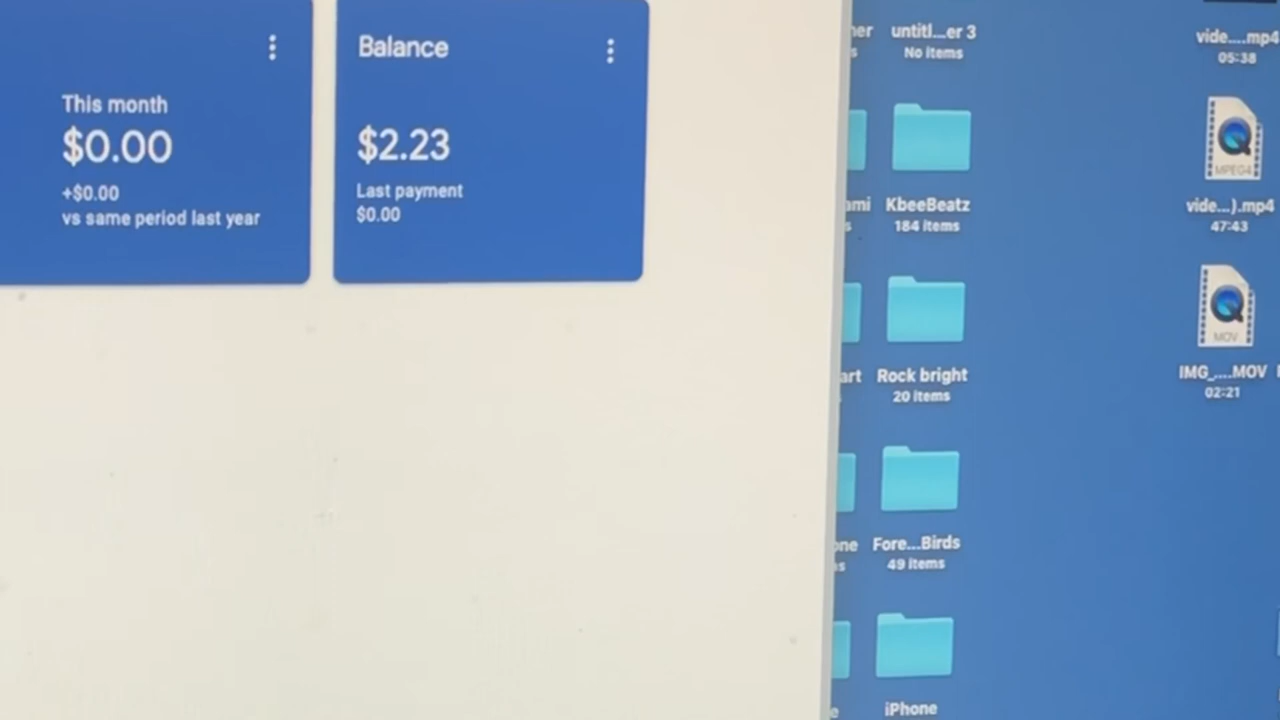 This month
$0.00
+$0.00
vs same period last year
Balance
$2.23
Last payment
$0.00
untitl...er 3
No items
KbeeBeatz
184 items
Rock bright
20 items
Fore...Birds
49 items
iPhone
vide....mp4
05:38
MPEG4
vide...).mp4
47:43
MOV
IMG_....MOV
02:21